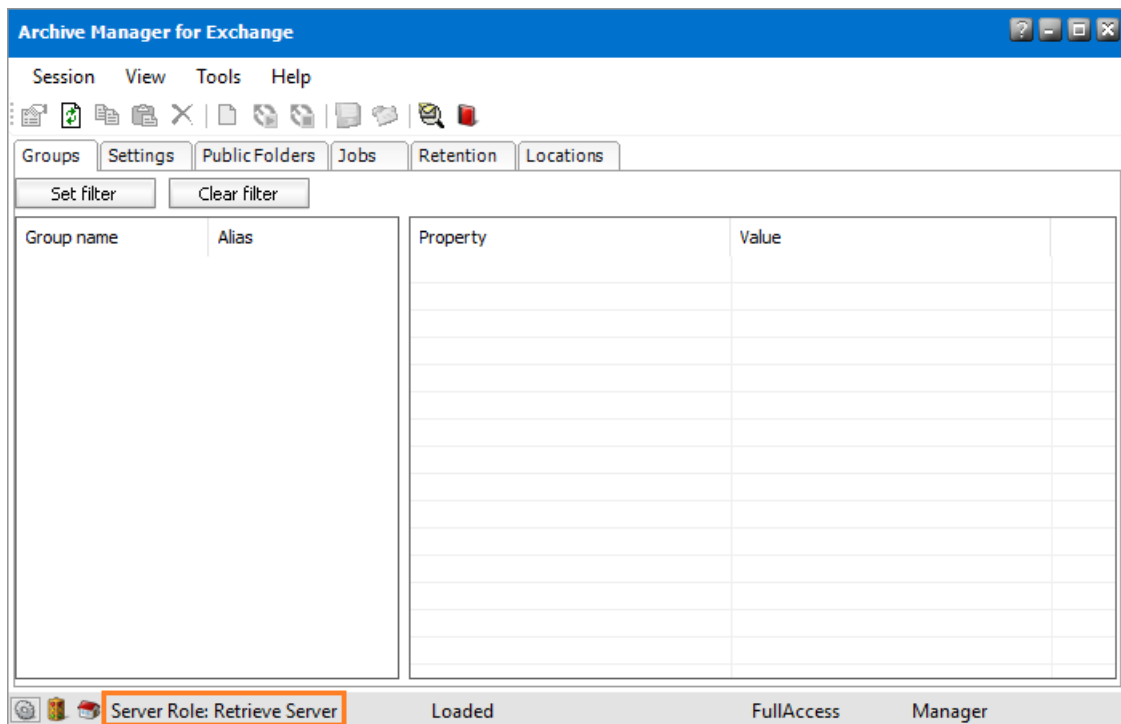 Archive Manager for Exchange
Session View Tools Help
Groups Settings Public Folders Jobs Retention Locations
Set filter Clear filter
Group name Alias Property Value
Server Role: Retrieve Server Loaded FullAccess Manager